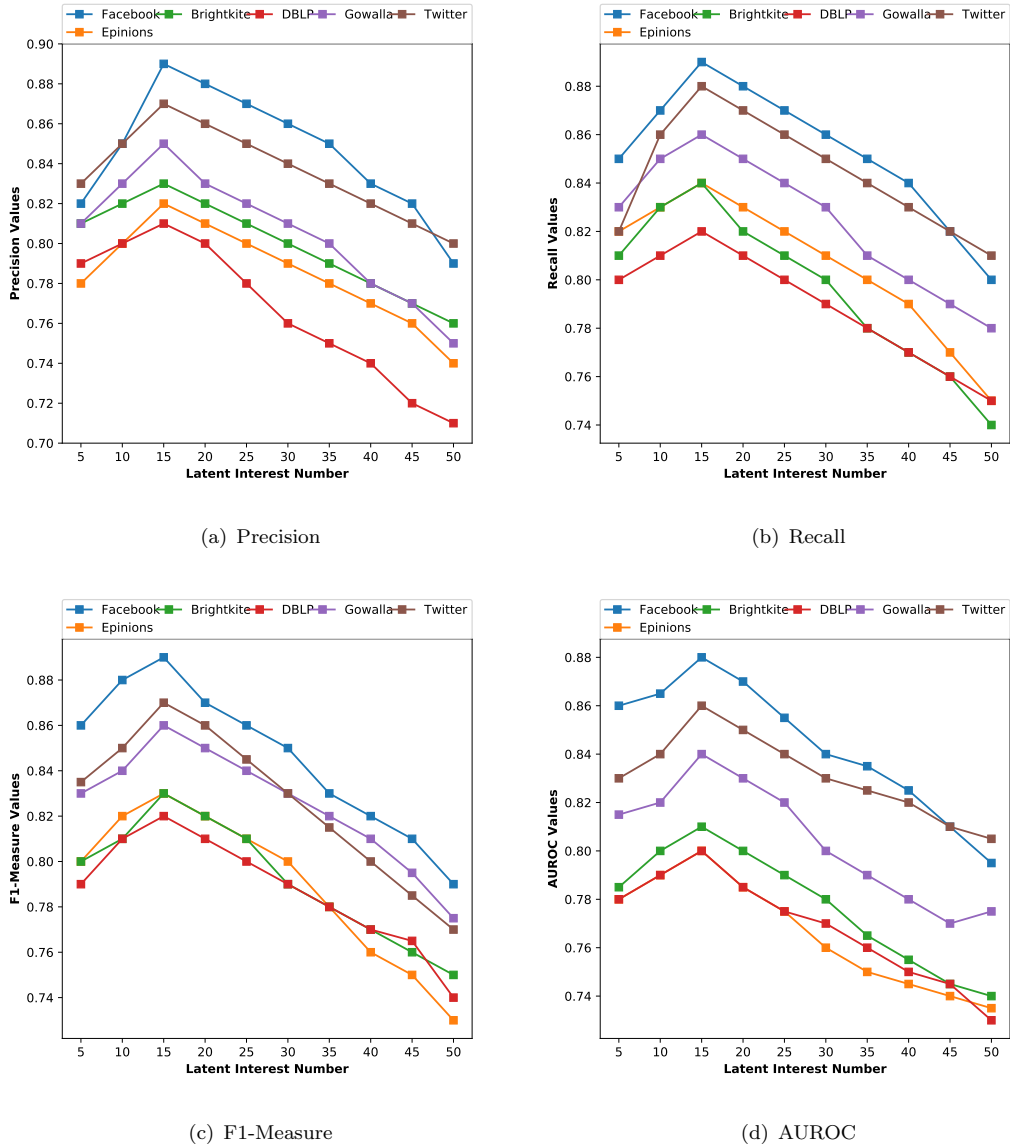 Facebook Brightkite DBLP Gowalla Twitter
Epinions
0.90
0.88
0.86
0.84
0.82
0.80
0.78
0.76
0.74
0.72
0.70
Precision Values
5 10 15 20 25 30 35 40 45 50
Latent Interest Number
(a) Precision
Facebook Brightkite DBLP Gowalla Twitter
Epinions
0.88
0.86
0.84
0.82
0.80
0.78
0.76
0.74
Recall Values
5 10 15 20 25 30 35 40 45 50
Latent Interest Number
(b) Recall
Facebook Brightkite DBLP Gowalla Twitter
Epinions
0.88
0.86
0.84
0.82
0.80
0.78
0.76
0.74
F1-Measure Values
5 10 15 20 25 30 35 40 45 50
Latent Interest Number
(c) F1-Measure
Facebook Brightkite DBLP Gowalla Twitter
Epinions
0.88
0.86
0.84
0.82
0.80
0.78
0.76
0.74
AUROC Values
5 10 15 20 25 30 35 40 45 50
Latent Interest Number
(d) AUROC